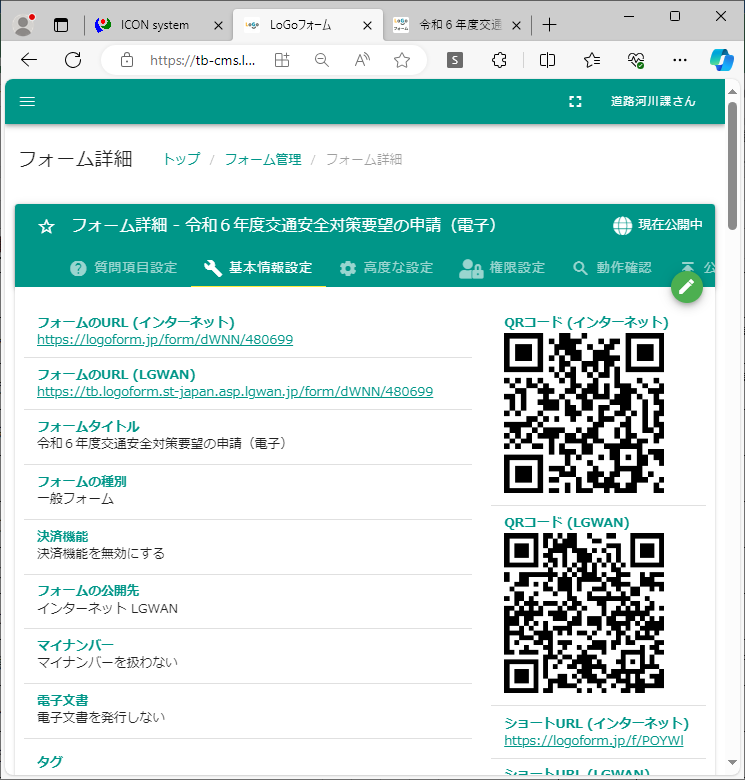 ICON system
LoGoフォーム
令和６年度交通
https://tb-cms.l...
S
道路河川課さん
フォーム詳細
トップ / フォーム管理 / フォーム詳細
フォーム詳細 - 令和６年度交通安全対策要望の申請（電子）
現在公開中
質問項目設定
基本情報設定
高度な設定
権限設定
動作確認
公
フォームのURL (インターネット)
https://logoform.jp/form/dWNN/480699
フォームのURL (LGWAN)
https://tb.logoform.st-japan.asp.lgwan.jp/form/dWNN/480699
フォームタイトル
令和６年度交通安全対策要望の申請（電子）
フォームの種別
一般フォーム
決済機能
決済機能を無効にする
フォームの公開先
インターネット LGWAN
マイナンバー
マイナンバーを扱わない
電子文書
電子文書を発行しない
タグ
QRコード (インターネット)
QRコード (LGWAN)
ショートURL (インターネット)
https://logoform.jp/f/POYWl
ショートURL (LGWAN)